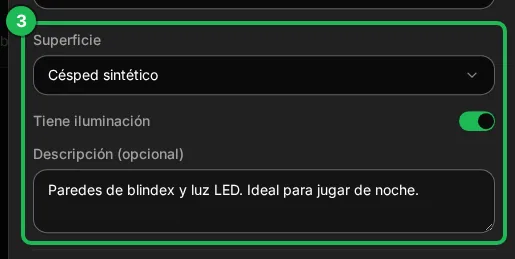 3
Superficie
Césped sintético
Tiene iluminación
Descripción (opcional)
Paredes de blindex y luz LED. Ideal para jugar de noche.